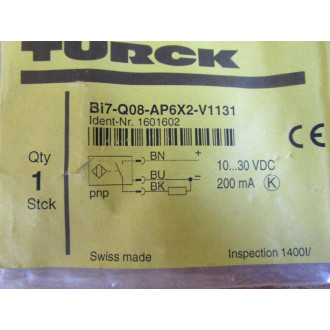 TURCK
Bi7-Q08-AP6X2-V1131
Ident-Nr. 1601602
Qty
1
Stck
BN +
BU −
BK
pnp
10...30 VDC
200 mA K
CE
Swiss made
Inspection 1400I/